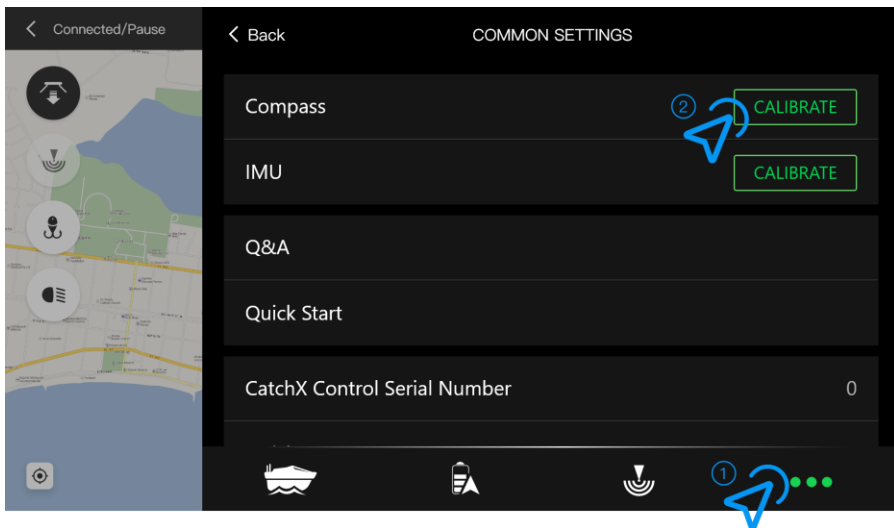 Connected/Pause
Back
COMMON SETTINGS
Compass
②
CALIBRATE
IMU
CALIBRATE
Q&A
Quick Start
CatchX Control Serial Number
0
①